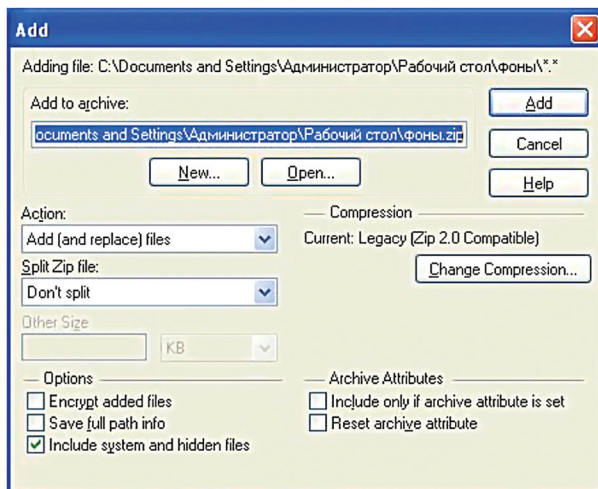 Add
Adding file: C:\Documents and Settings\Администратор\Рабочий стол\фоны\*.*
Add to archive:
ocuments and Settings\Администратор\Рабочий стол\фоны.zip
Add
Cancel
New...
Open...
Help
Action:
Add (and replace) files
Compression
Current: Legacy (Zip 2.0 Compatible)
Split Zip file:
Don't split
Change Compression...
Other Size
KB
Options
Encrypt added files
Save full path info
Include system and hidden files
Archive Attributes
Include only if archive attribute is set
Reset archive attribute